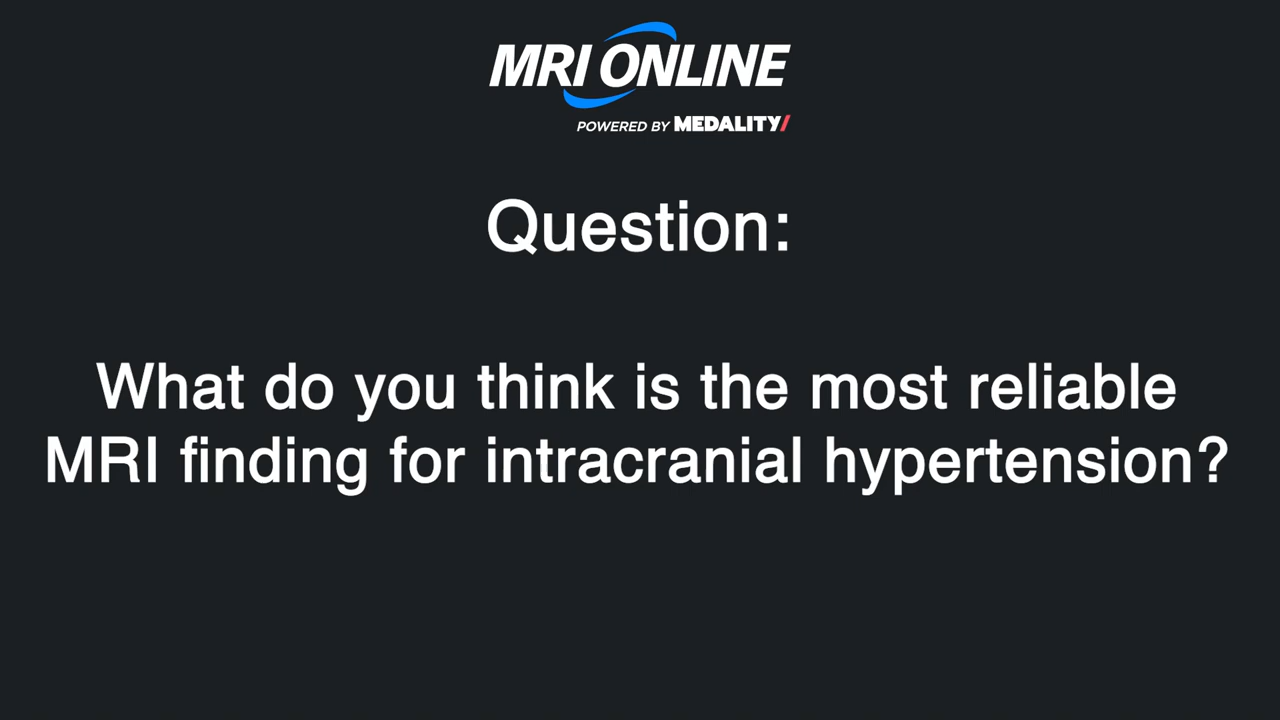 MRI ONLINE
POWERED BY MEDALITY/
Question:
What do you think is the most reliable
MRI finding for intracranial hypertension?